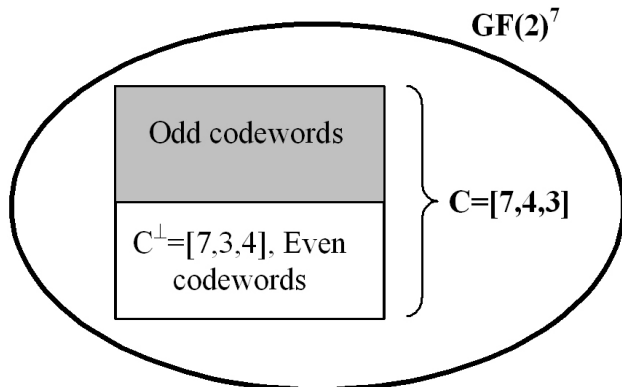 GF(2)⁷
Odd codewords
C=[7,4,3]
C⊥=[7,3,4], Even
codewords